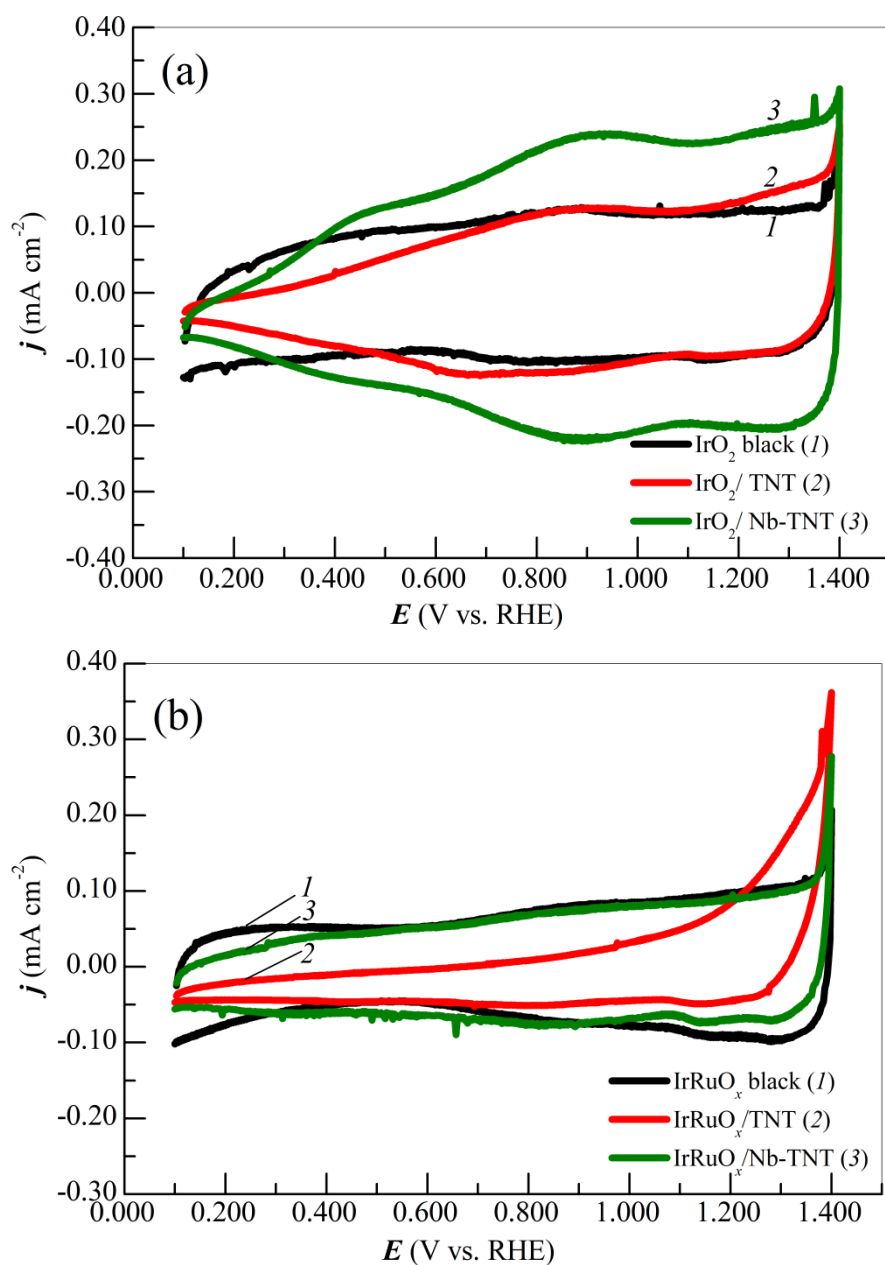 (a)
0.40
0.30
0.20
0.10
0.00
-0.10
-0.20
-0.30
-0.40
j (mA cm⁻²)
3
2
1
IrO₂ black (1)
IrO₂/ TNT (2)
IrO₂/ Nb-TNT (3)
0.000 0.200 0.400 0.600 0.800 1.000 1.200 1.400
E (V vs. RHE)
(b)
0.40
0.30
0.20
0.10
0.00
-0.10
-0.20
-0.30
j (mA cm⁻²)
1
3
2
IrRuOₓ black (1)
IrRuOₓ/TNT (2)
IrRuOₓ/Nb-TNT (3)
0.000 0.200 0.400 0.600 0.800 1.000 1.200 1.400
E (V vs. RHE)